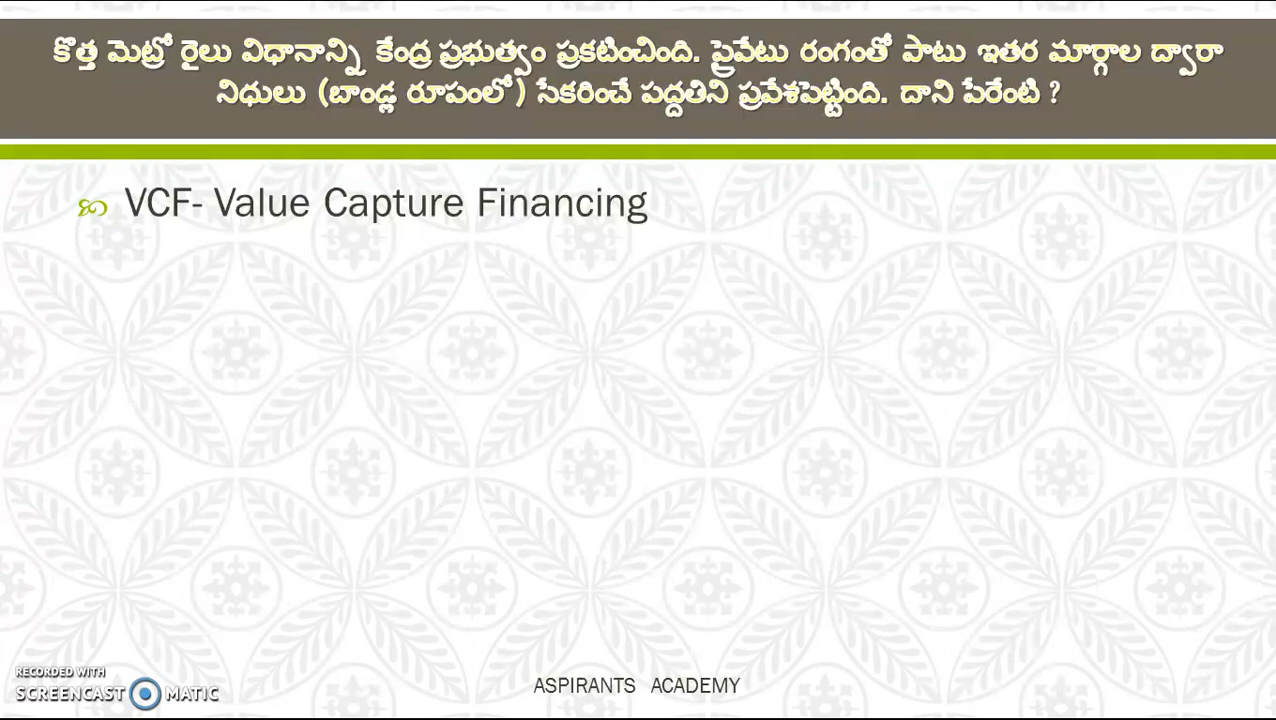 కొత్త మెట్రో రైలు విధానాన్ని కేంద్ర ప్రభుత్వం ప్రకటించింది. ప్రైవేటు రంగంతో పాటు ఇతర మార్గాల ద్వారా
నిధులు (బాండ్ల రూపంలో) సేకరించే పద్దతిని ప్రవేశపెట్టింది. దాని పేరేంటి ?
VCF- Value Capture Financing
RECORDED WITH
SCREENCAST MATIC
ASPIRANTS ACADEMY